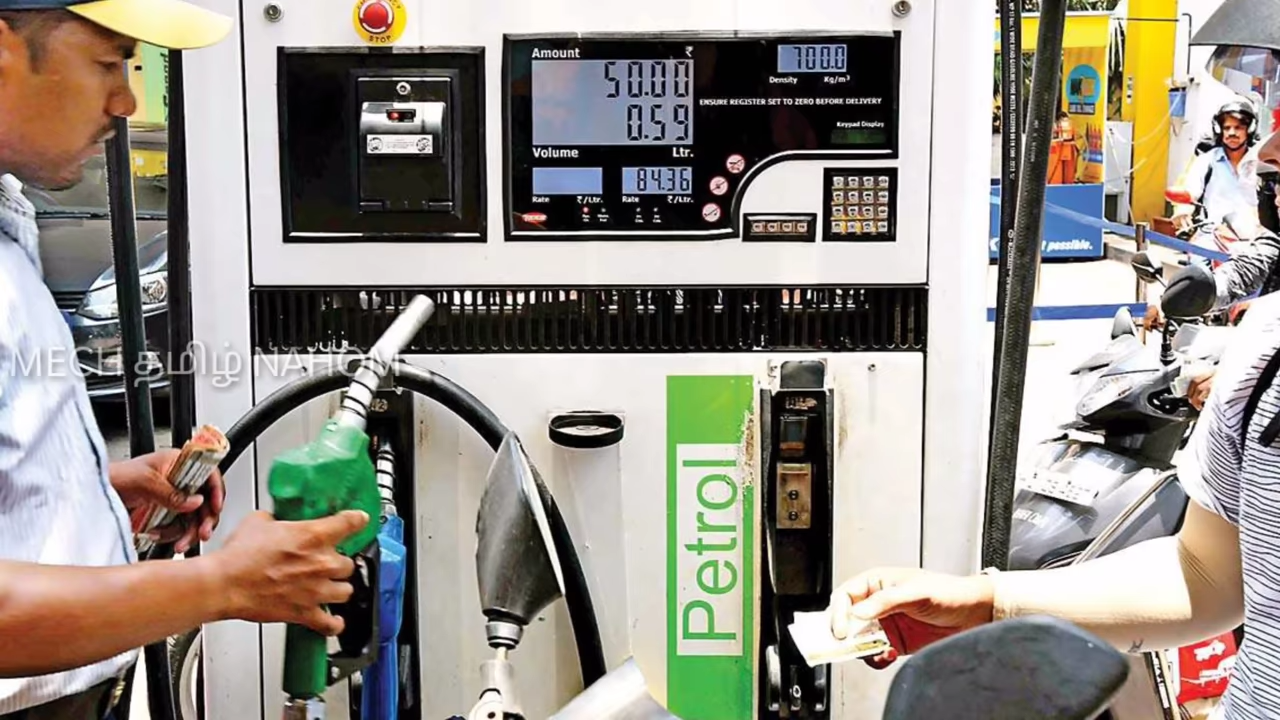 STOP
Amount ₹
50.00
0.59
Volume Ltr.
84.36
Rate ₹/Ltr. Rate ₹/Ltr.
700.0
Density Kg/m³
ENSURE REGISTER SET TO ZERO BEFORE DELIVERY
Keypad Display
MECH தமிழ் NAHOM
Petrol
t possible.